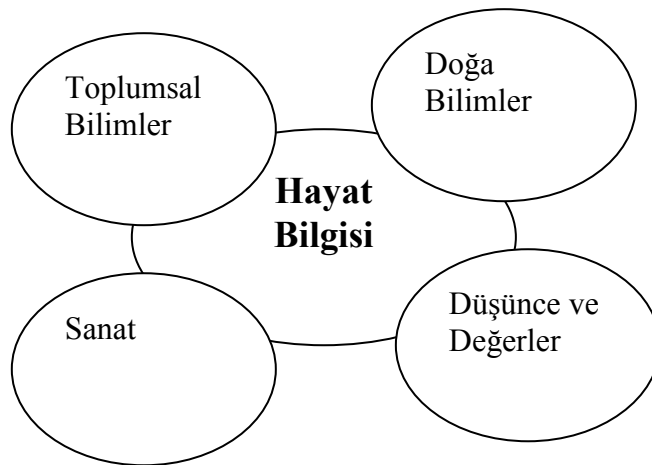 Toplumsal
Bilimler
Doğa
Bilimler
Hayat
Bilgisi
Sanat
Düşünce ve
Değerler